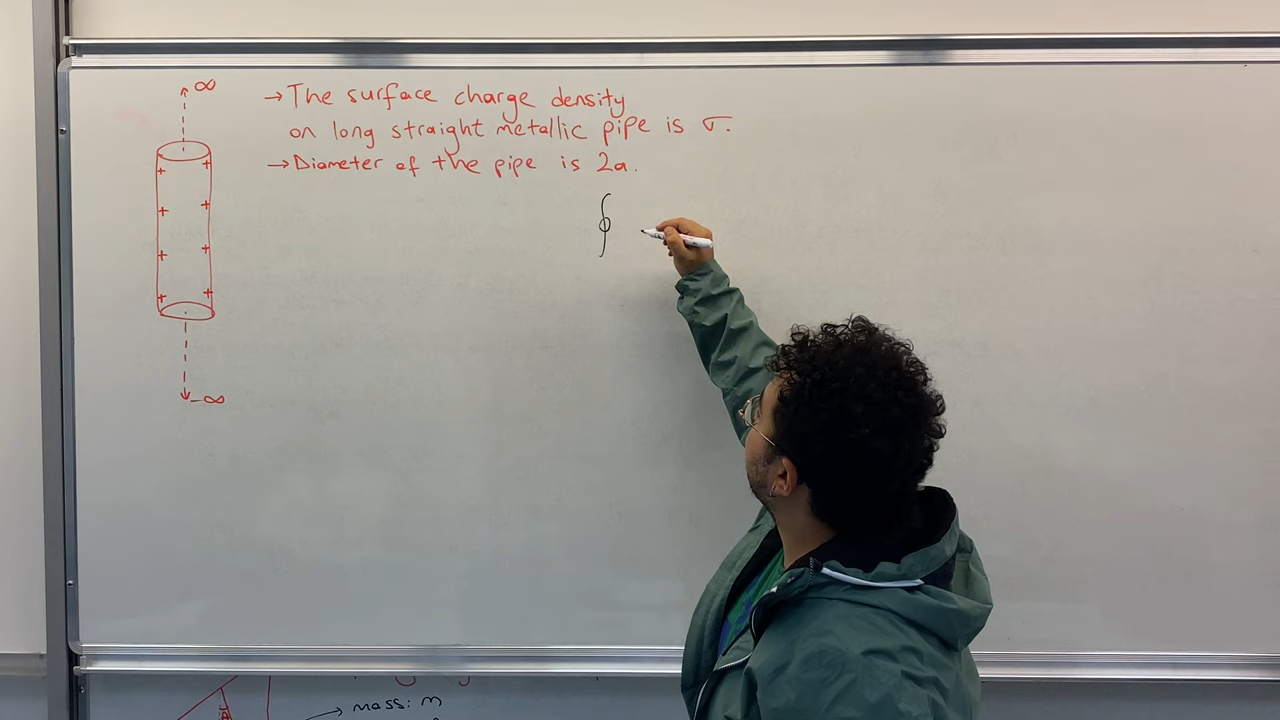 ∞
→ The surface charge density
on long straight metallic pipe is σ.
→ Diameter of the pipe is 2a.
∮
+ +
+ +
+ +
+ +
-∞
→ mass: m